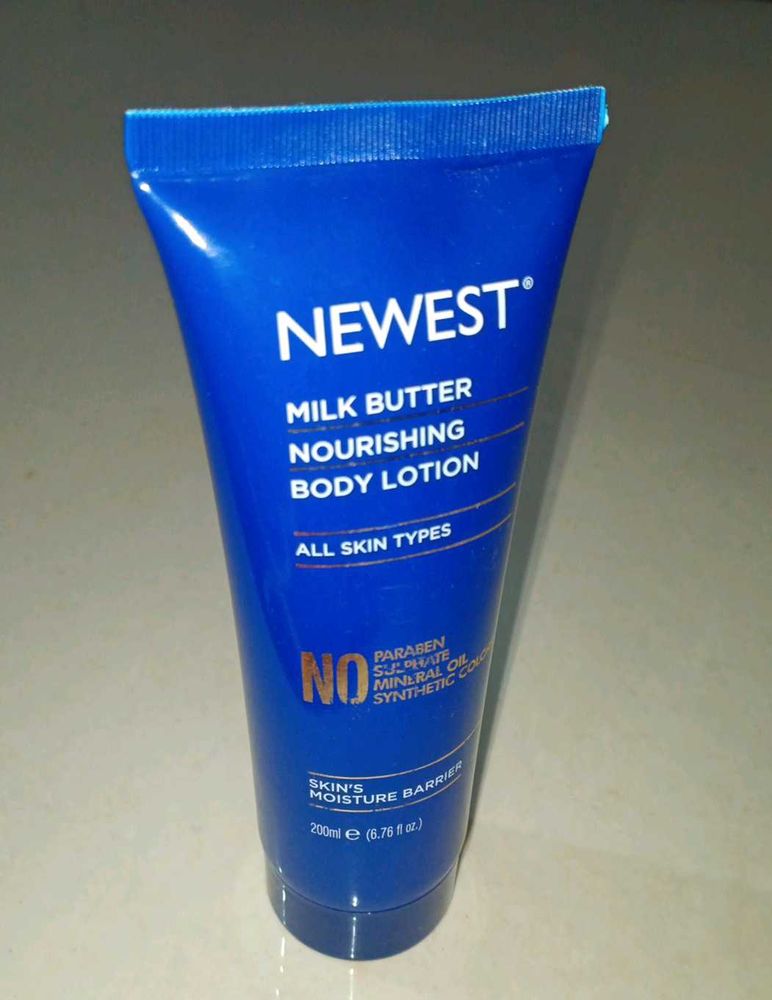 NEWEST®
MILK BUTTER
NOURISHING
BODY LOTION
ALL SKIN TYPES
NO
PARABEN
SULPHATE
MINERAL OIL
SYNTHETIC COLOR
SKIN'S
MOISTURE BARRIER
200ml ℮ (6.76 fl oz.)